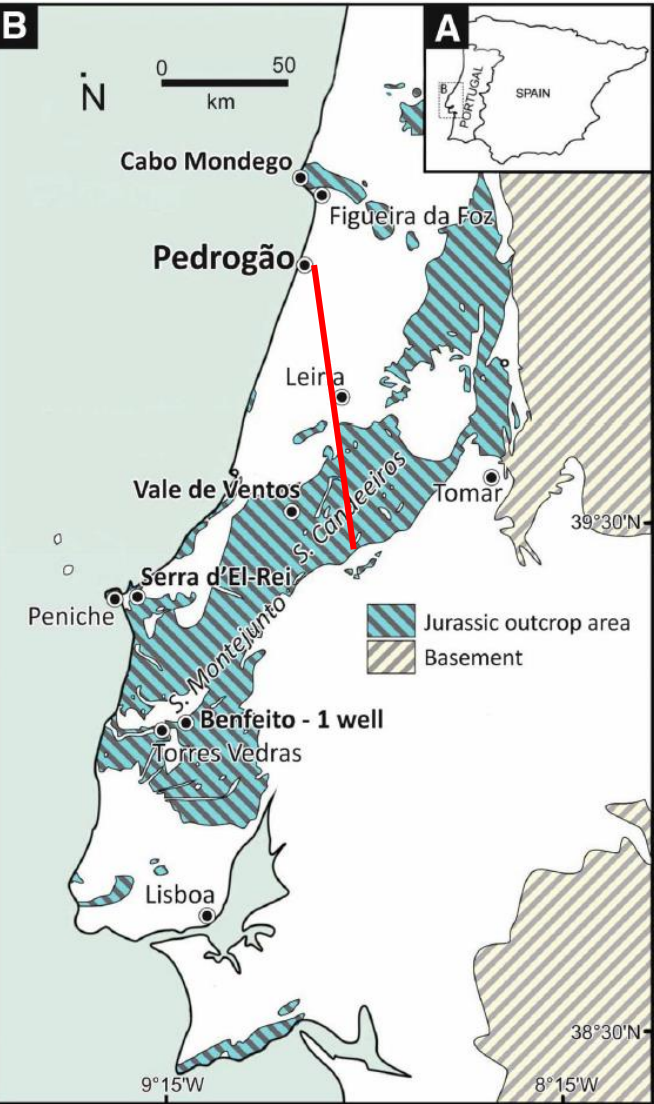 B
A
B
PORTUGAL
SPAIN
N
0 50
km
Cabo Mondego
Figueira da Foz
Pedrogão
Leiria
Vale de Ventos
S. Candeeiros
Tomar
39°30'N
Serra d'El-Rei
Peniche
S. Montejunto
Jurassic outcrop area
Basement
Benfeito - 1 well
Torres Vedras
Lisboa
38°30'N
9°15'W
8°15'W